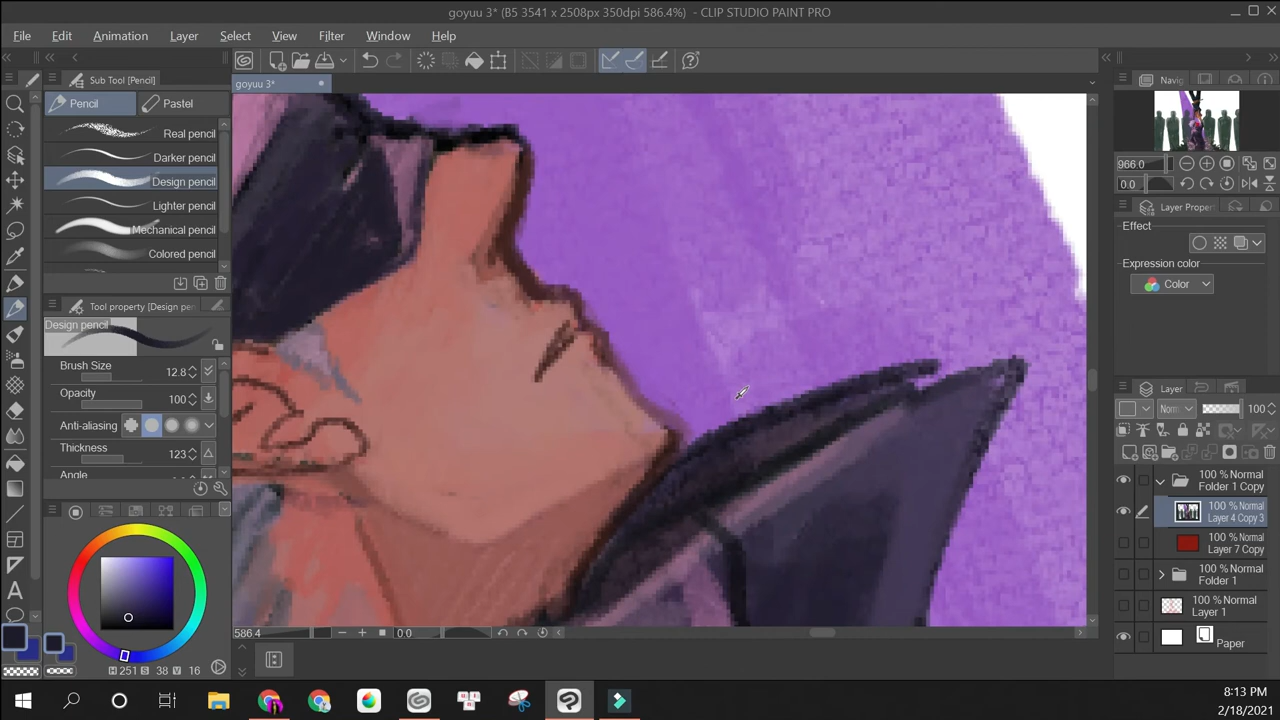 goyuu 3* (B5 3541 x 2508px 350dpi 586.4%) - CLIP STUDIO PAINT PRO
File Edit Animation Layer Select View Filter Window Help
goyuu 3*
Sub Tool [Pencil]
Pencil Pastel
Real pencil
Darker pencil
Design pencil
Lighter pencil
Mechanical pencil
Colored pencil
Tool property [Design pen
Design pencil
Brush Size 12.8
Opacity 100
Anti-aliasing
Thickness 123
Angle
H 251 S 38 V 16
586.4 0.0
Navig
966.0
0.0
Layer Proper
Effect
Expression color
Color
Layer
Norm 100
100 % Normal
Folder 1 Copy
100 % Normal
Layer 4 Copy 3
100 % Normal
Layer 7 Copy
100 % Normal
Folder 1
100 % Normal
Layer 1
Paper
8:13 PM
2/18/2021